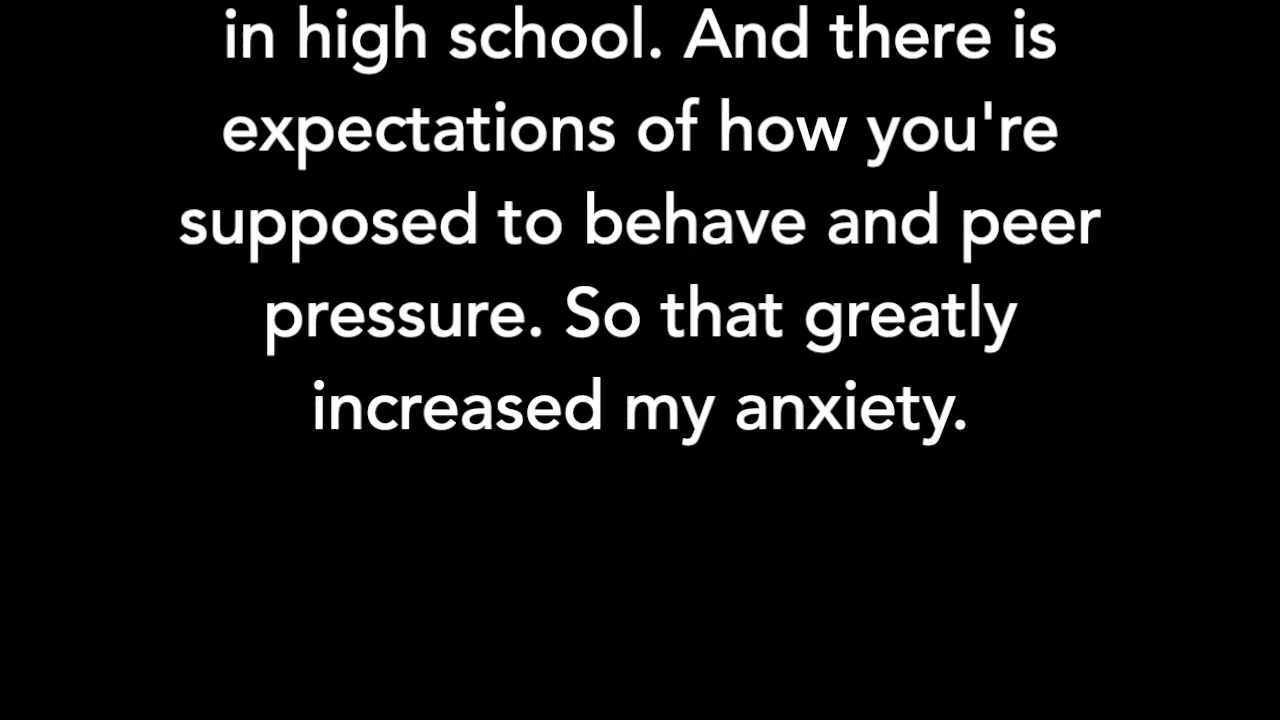 in high school. And there is
expectations of how you're
supposed to behave and peer
pressure. So that greatly
increased my anxiety.